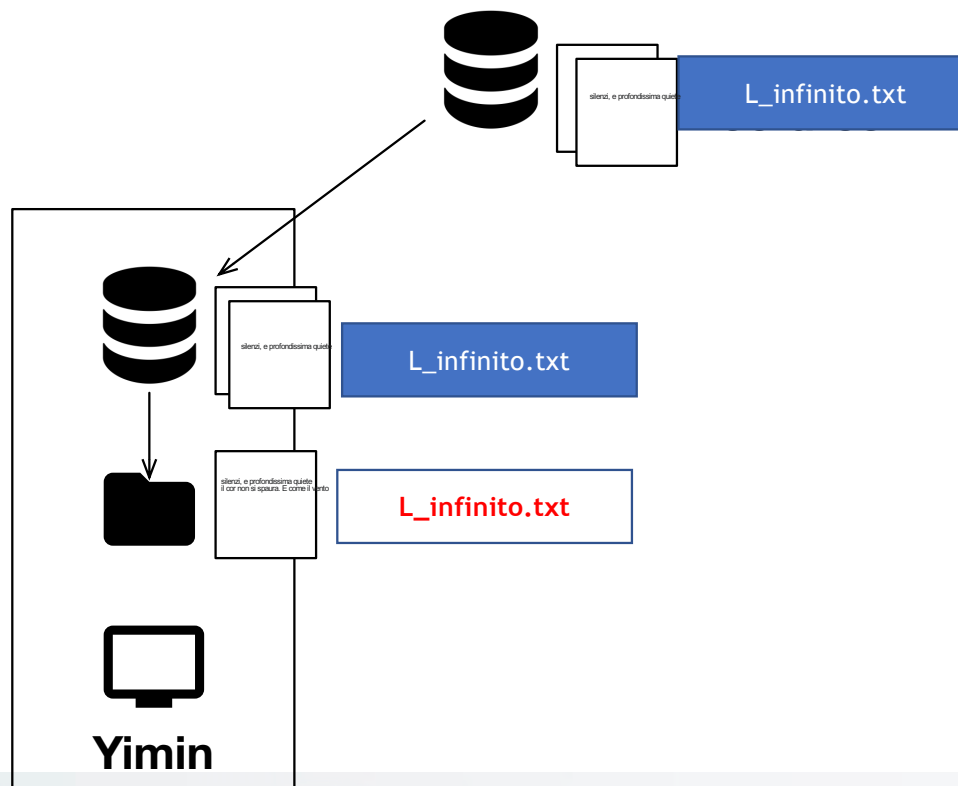 silenzi, e profondissima quiete
L_infinito.txt
silenzi, e profondissima quiete
L_infinito.txt
silenzi, e profondissima quiete
il cor non si spaura. E come il vento
L_infinito.txt
Yimin